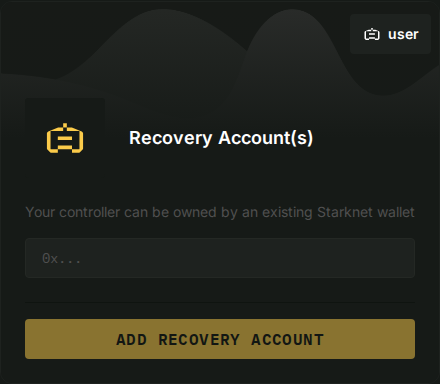 user
Recovery Account(s)
Your controller can be owned by an existing Starknet wallet
0x...
ADD RECOVERY ACCOUNT